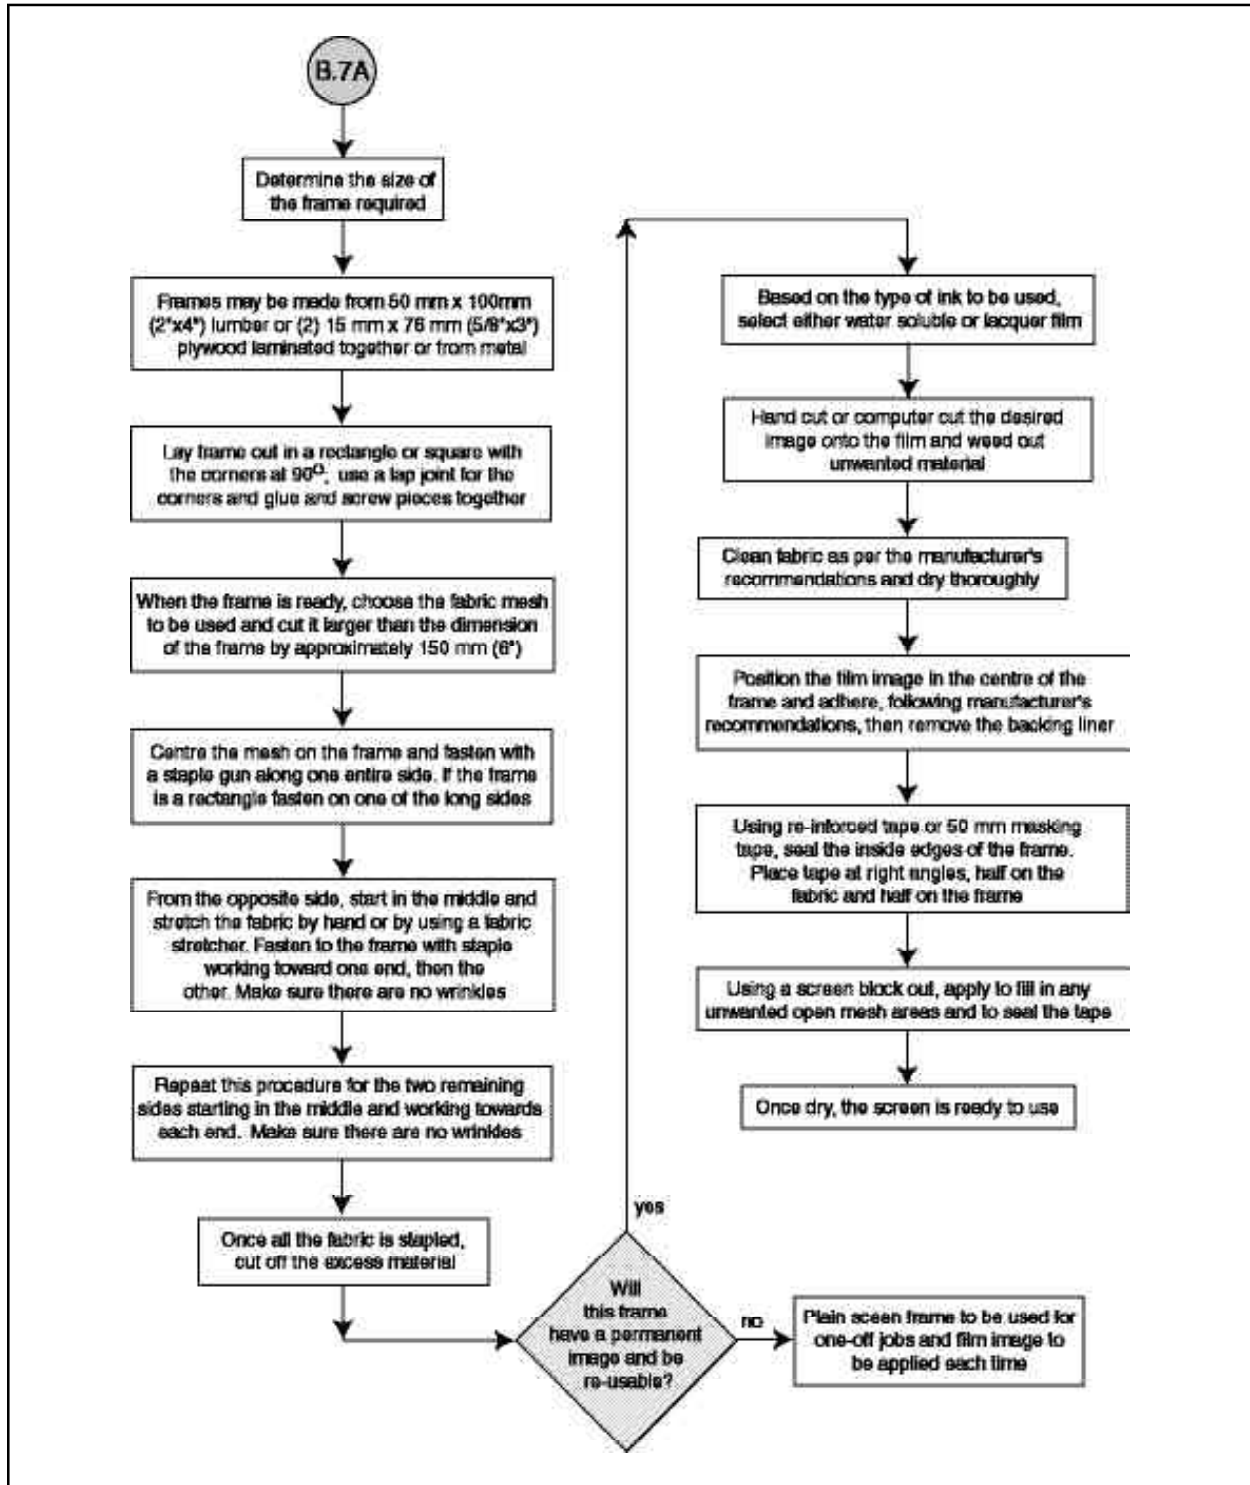 B.7A
Determine the size of
the frame required
Frames may be made from 50 mm x 100mm
(2"x4") lumber or (2) 15 mm x 76 mm (5/8"x3")
plywood laminated together or from metal
Lay frame out in a rectangle or square with
the corners at 90°; use a lap joint for the
corners and glue and screw pieces together
When the frame is ready, choose the fabric mesh
to be used and cut it larger than the dimension
of the frame by approximately 150 mm (6")
Centre the mesh on the frame and fasten with
a staple gun along one entire side. If the frame
is a rectangle fasten on one of the long sides
From the opposite side, start in the middle and
stretch the fabric by hand or by using a fabric
stretcher. Fasten to the frame with staple
working toward one end, then the
other. Make sure there are no wrinkles
Repeat this procedure for the two remaining
sides starting in the middle and working towards
each end. Make sure there are no wrinkles
Once all the fabric is stapled,
cut off the excess material
Will
this frame
have a permanent
image and be
re-usable?
yes
no
Plain sceen frame to be used for
one-off jobs and film image to
be applied each time
Based on the type of ink to be used,
select either water soluble or lacquer film
Hand cut or computer cut the desired
image onto the film and weed out
unwanted material
Clean fabric as per the manufacturer's
recommendations and dry thoroughly
Position the film image in the centre of the
frame and adhere, following manufacturer's
recommendations, then remove the backing liner
Using re-inforced tape or 50 mm masking
tape, seal the inside edges of the frame.
Place tape at right angles, half on the
fabric and half on the frame
Using a screen block out, apply to fill in any
unwanted open mesh areas and to seal the tape
Once dry, the screen is ready to use